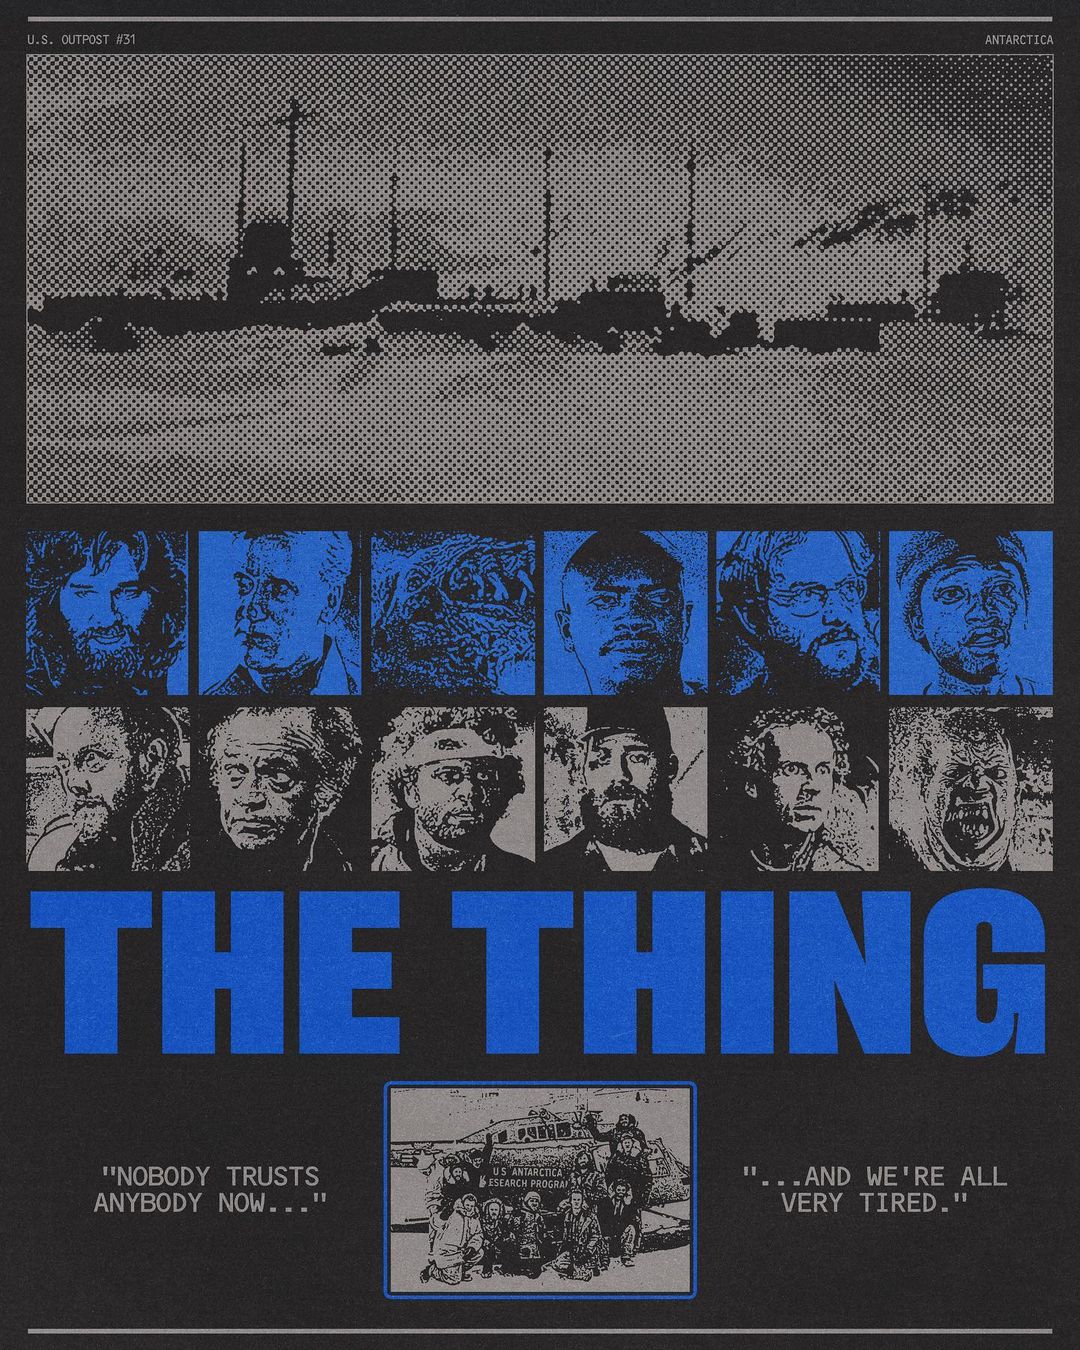 U.S. OUTPOST #31
ANTARCTICA
THE THING
U S ANTARCTICA
ESEARCH PROGRA
"NOBODY TRUSTS
ANYBODY NOW..."
"...AND WE'RE ALL
VERY TIRED."